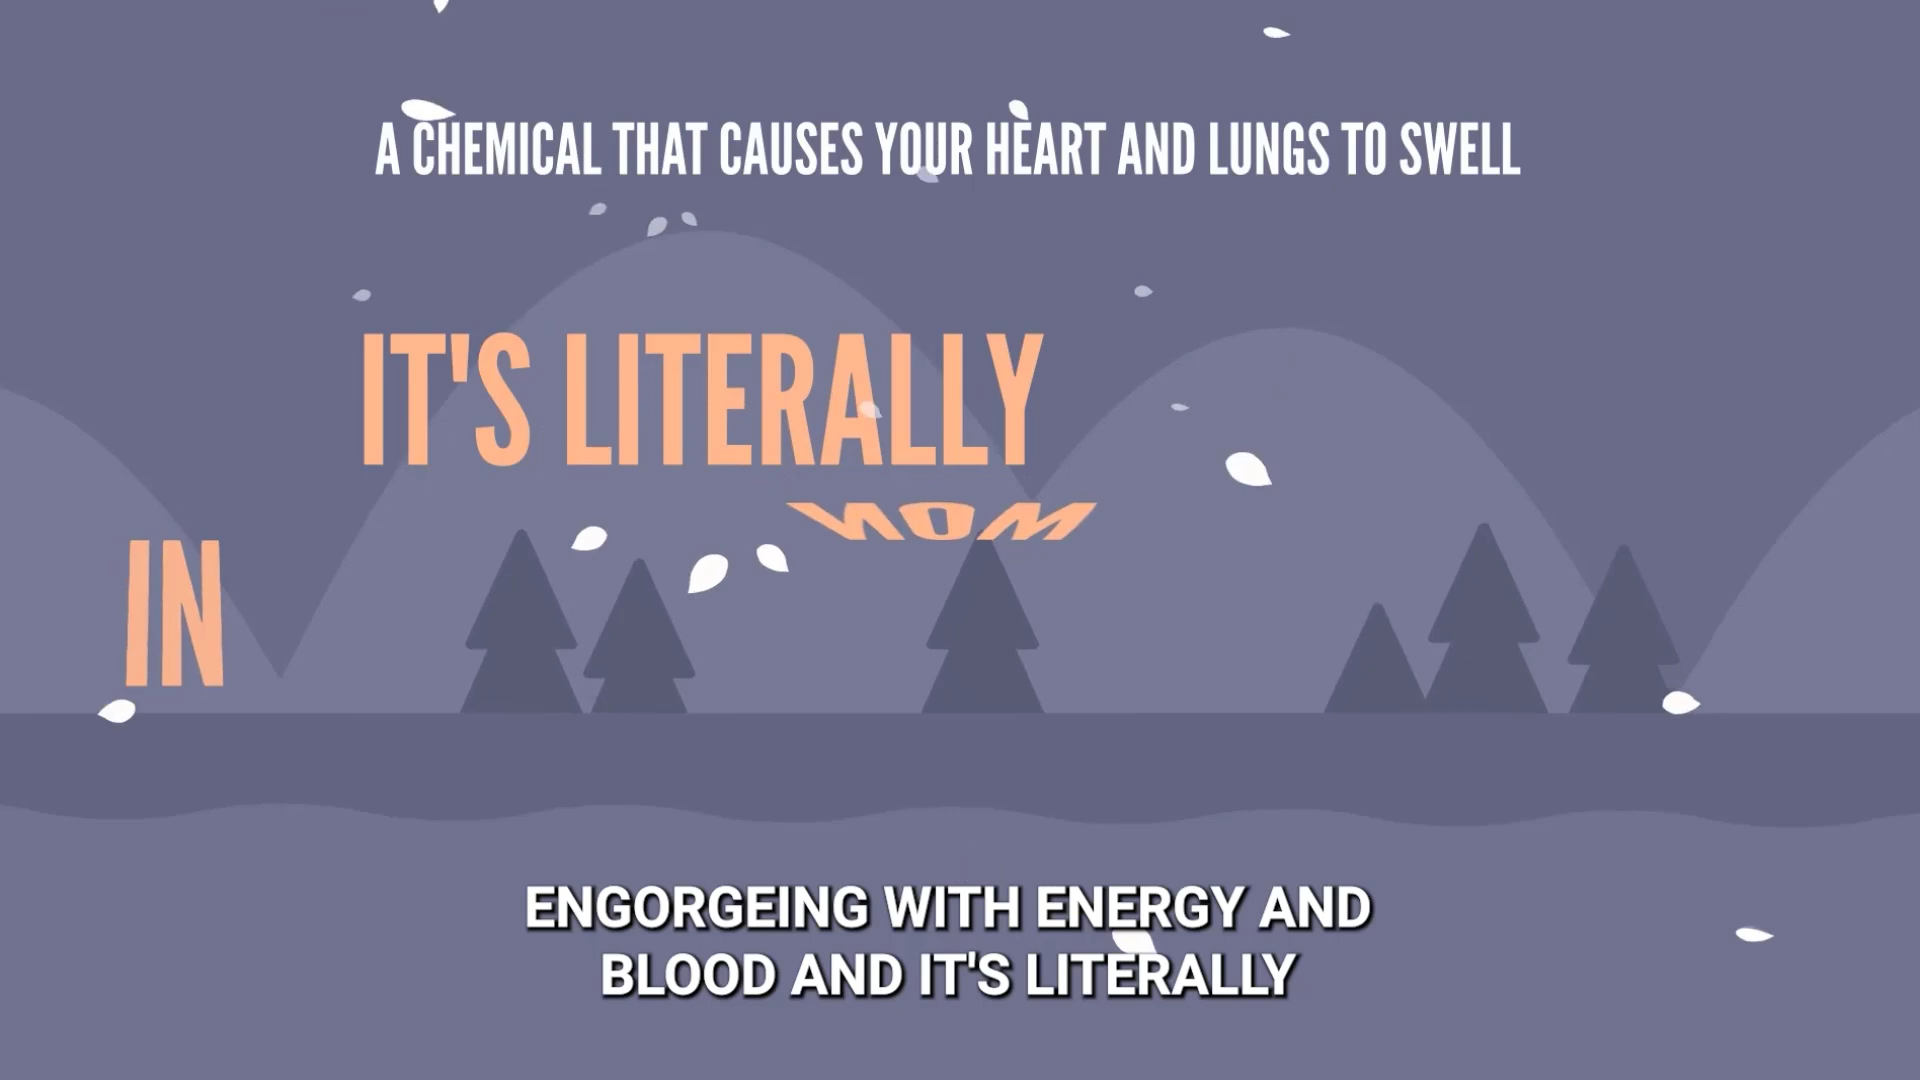 A CHEMICAL THAT CAUSES YOUR HEART AND LUNGS TO SWELL
IT'S LITERALLY
NOW
IN
ENGORGEING WITH ENERGY AND
BLOOD AND IT'S LITERALLY